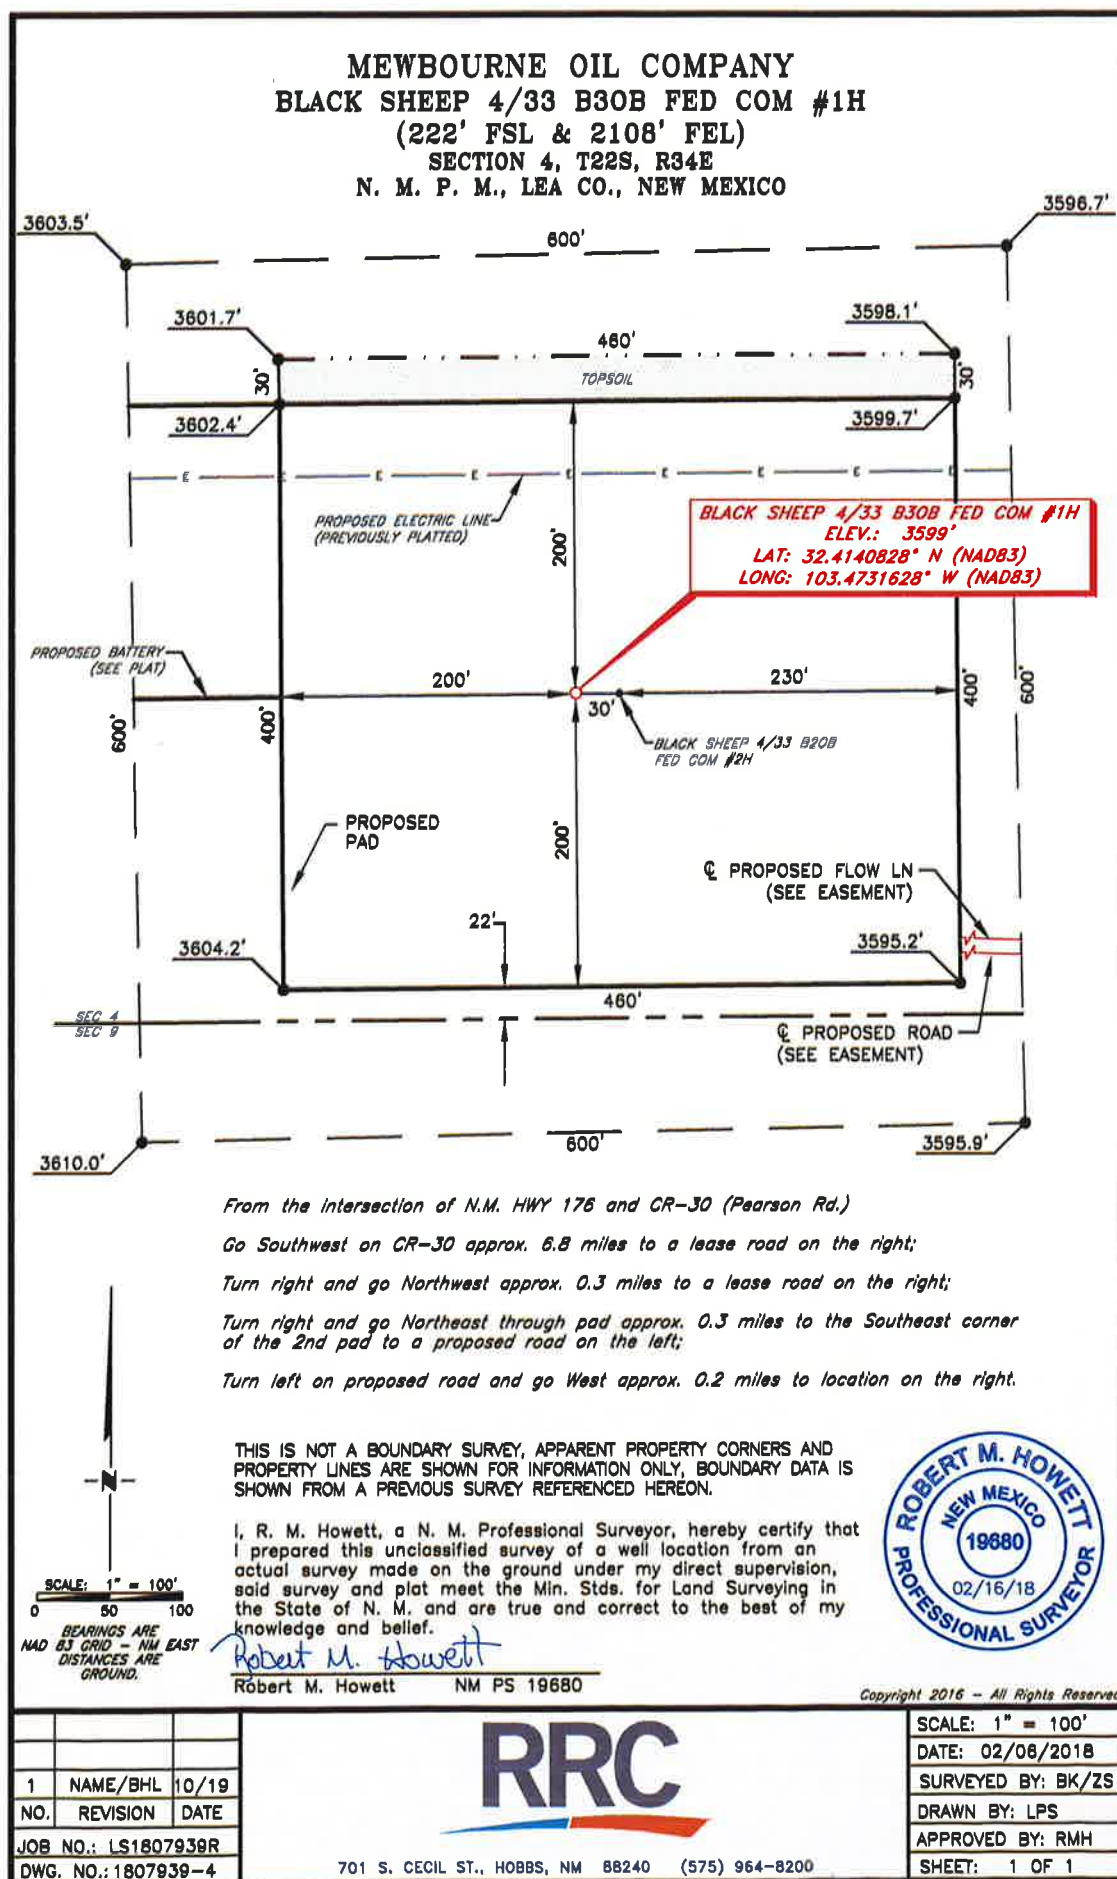 MEWBOURNE OIL COMPANY
BLACK SHEEP 4/33 B3OB FED COM #1H
(222' FSL & 2108' FEL)
SECTION 4, T22S, R34E
N. M. P. M., LEA CO., NEW MEXICO
3603.5'
3596.7'
600'
3601.7'
3598.1'
460'
30'
TOPSOIL
30'
3602.4'
3599.7'
E E E E E E E E E
PROPOSED ELECTRIC LINE
(PREVIOUSLY PLATTED)
200'
BLACK SHEEP 4/33 B3OB FED COM #1H
ELEV.: 3599'
LAT: 32.4140828° N (NAD83)
LONG: 103.4731628° W (NAD83)
PROPOSED BATTERY
(SEE PLAT)
200'
230'
30'
600'
400'
400'
600'
BLACK SHEEP 4/33 B2OB
FED COM #2H
PROPOSED
PAD
200'
℄ PROPOSED FLOW LN
(SEE EASEMENT)
22'
3604.2'
3595.2'
460'
SEC 4
SEC 9
℄ PROPOSED ROAD
(SEE EASEMENT)
3610.0'
600'
3595.9'
From the intersection of N.M. HWY 176 and CR-30 (Pearson Rd.)
Go Southwest on CR-30 approx. 6.8 miles to a lease road on the right;
Turn right and go Northwest approx. 0.3 miles to a lease road on the right;
Turn right and go Northeast through pad approx. 0.3 miles to the Southeast corner
of the 2nd pad to a proposed road on the left;
Turn left on proposed road and go West approx. 0.2 miles to location on the right.
THIS IS NOT A BOUNDARY SURVEY, APPARENT PROPERTY CORNERS AND
PROPERTY LINES ARE SHOWN FOR INFORMATION ONLY, BOUNDARY DATA IS
SHOWN FROM A PREVIOUS SURVEY REFERENCED HEREON.
I, R. M. Howett, a N. M. Professional Surveyor, hereby certify that
I prepared this unclassified survey of a well location from an
actual survey made on the ground under my direct supervision,
said survey and plat meet the Min. Stds. for Land Surveying in
the State of N. M. and are true and correct to the best of my
knowledge and belief.
Robert M. Howett
Robert M. Howett NM PS 19680
ROBERT M. HOWETT
NEW MEXICO
19680
02/16/18
PROFESSIONAL SURVEYOR
N
SCALE: 1" = 100'
0 50 100
BEARINGS ARE
NAD 83 GRID - NM EAST
DISTANCES ARE
GROUND.
Copyright 2016 - All Rights Reserved
1 NAME/BHL 10/19
NO. REVISION DATE
JOB NO.: LS1807939R
DWG. NO.: 1807939-4
RRC
701 S. CECIL ST., HOBBS, NM 88240 (575) 964-8200
SCALE: 1" = 100'
DATE: 02/06/2018
SURVEYED BY: BK/ZS
DRAWN BY: LPS
APPROVED BY: RMH
SHEET: 1 OF 1